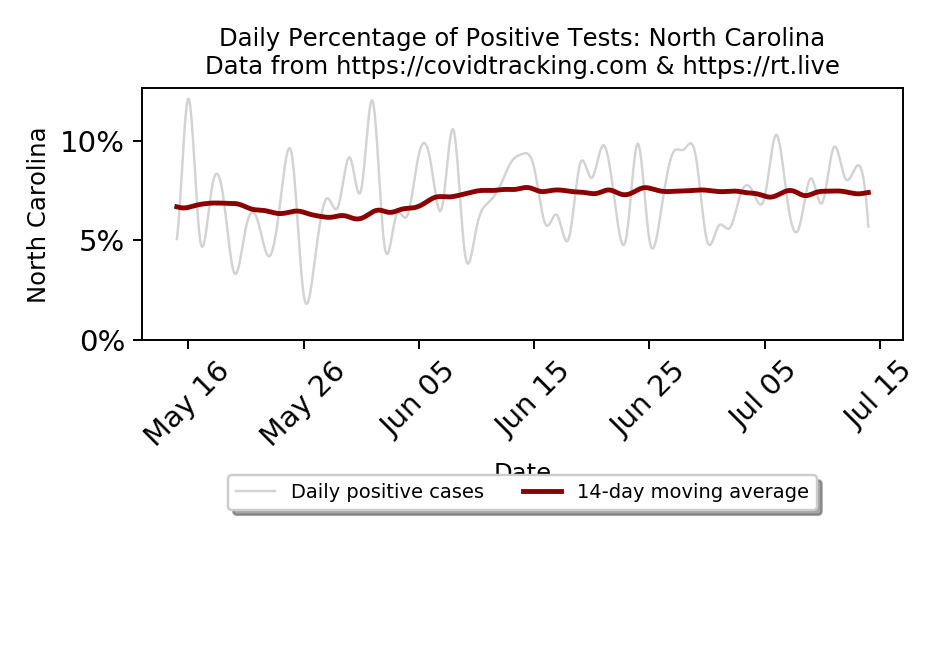 Daily Percentage of Positive Tests: North Carolina
Data from https://covidtracking.com & https://rt.live
North Carolina
10%
5%
0%
May 16
May 26
Jun 05
Jun 15
Jun 25
Jul 05
Jul 15
Date
Daily positive cases
14-day moving average